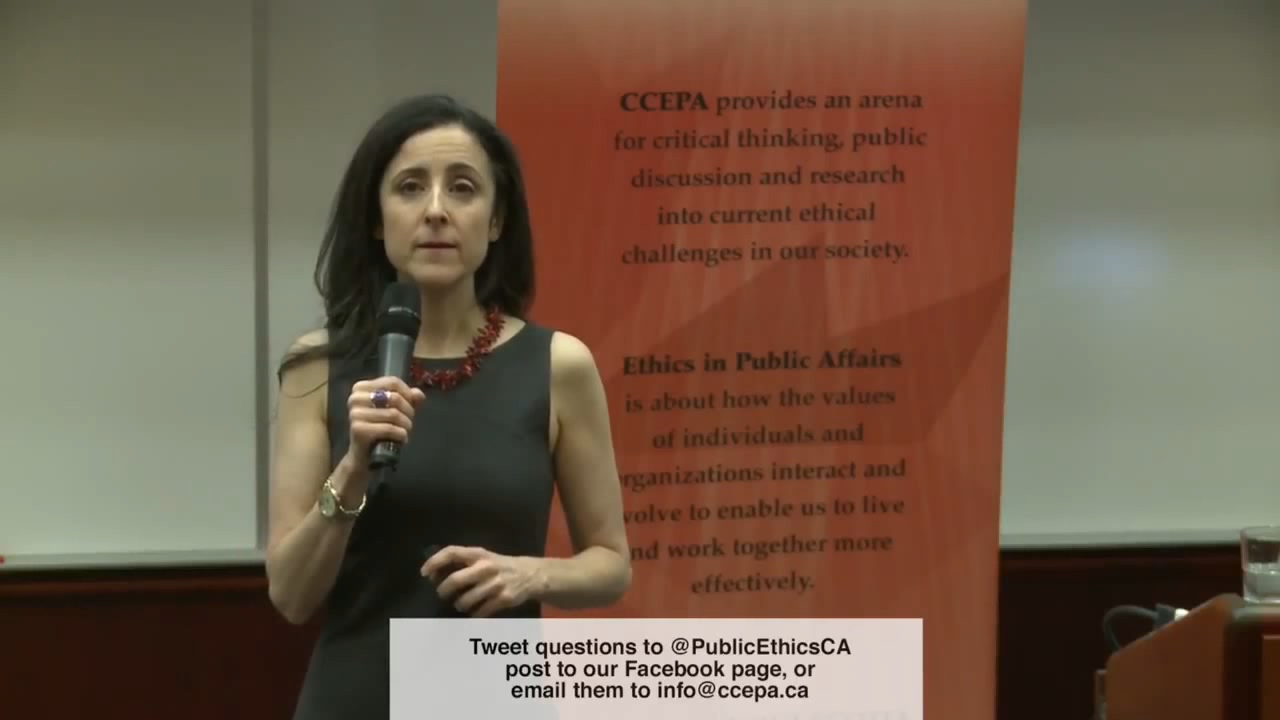 CCEPA provides an arena
for critical thinking, public
discussion and research
into current ethical
challenges in our society.
Ethics in Public Affairs
is about how the values
of individuals and
rganizations interact and
volve to enable us to live
nd work together more
effectively.
Tweet questions to @PublicEthicsCA
post to our Facebook page, or
email them to info@ccepa.ca